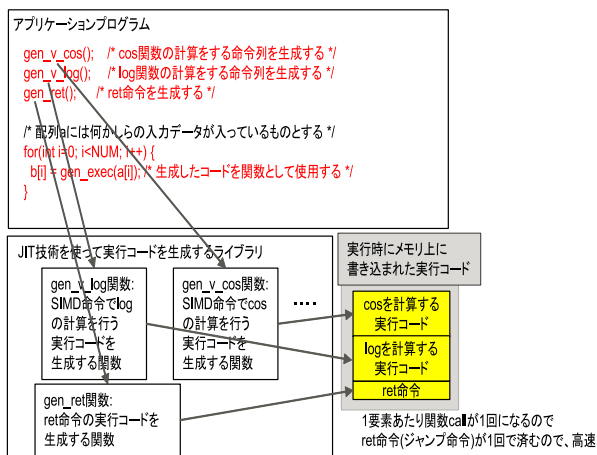 アプリケーションプログラム
gen_v_cos(); /* cos関数の計算をする命令列を生成する */
gen_v_log(); /* log関数の計算をする命令列を生成する */
gen_ret(); /* ret命令を生成する */
/* 配列aには何かしらの入力データが入っているものとする */
for(int i=0; i<NUM; i++) {
b[i] = gen_exec(a[i]); /* 生成したコードを関数として使用する */
}
JIT技術を使って実行コードを生成するライブラリ
gen_v_log関数:
SIMD命令でlog
の計算を行う
実行コードを
生成する関数
gen_v_cos関数:
SIMD命令でcos
の計算を行う
実行コードを
生成する関数
....
gen_ret関数:
ret命令の実行コードを
生成する関数
実行時にメモリ上に
書き込まれた実行コード
cosを計算する
実行コード
logを計算する
実行コード
ret命令
1要素あたり関数callが1回になるので
ret命令(ジャンプ命令)が1回で済むので、高速